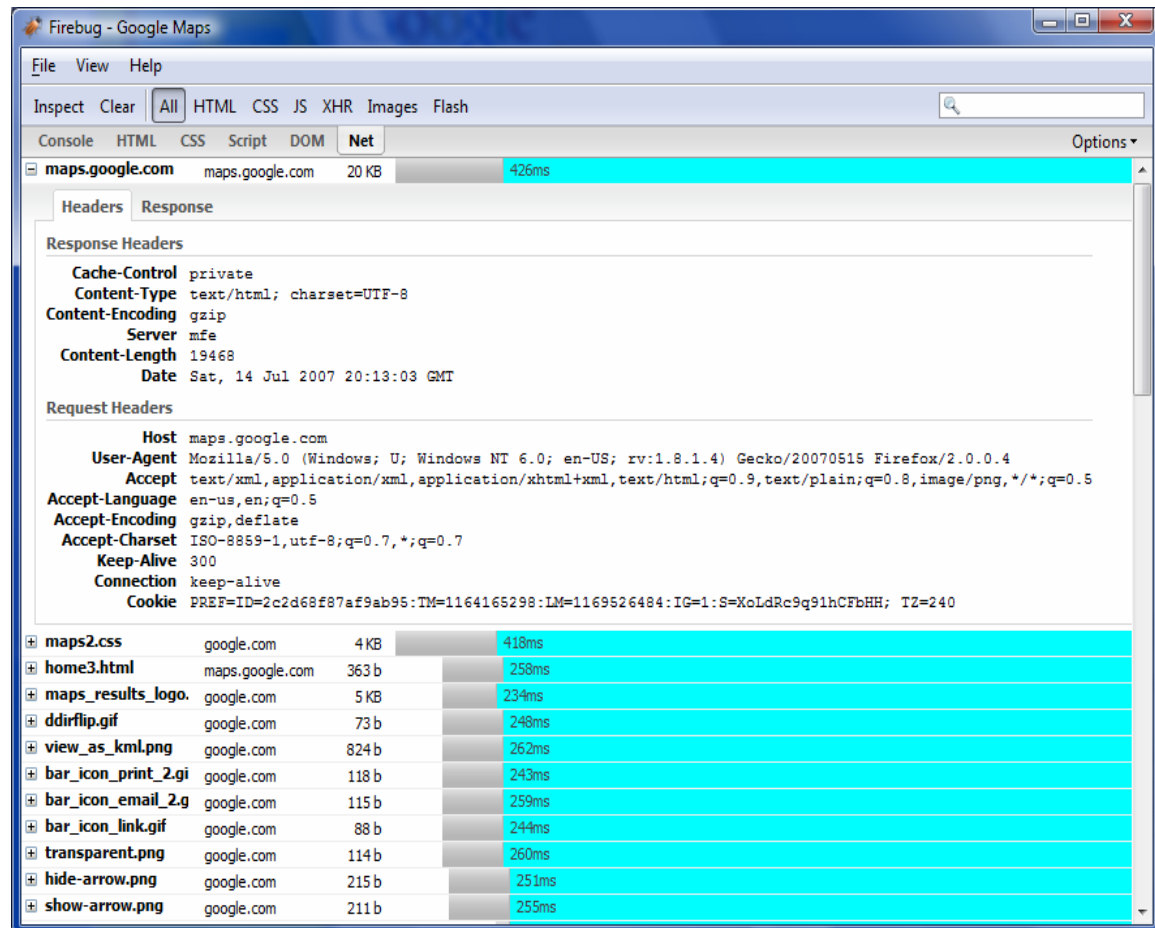 Firebug - Google Maps
File View Help
Inspect Clear All HTML CSS JS XHR Images Flash
Console HTML CSS Script DOM Net Options
maps.google.com maps.google.com 20 KB 426ms
Headers Response
Response Headers
Cache-Control private
Content-Type text/html; charset=UTF-8
Content-Encoding gzip
Server mfe
Content-Length 19468
Date Sat, 14 Jul 2007 20:13:03 GMT
Request Headers
Host maps.google.com
User-Agent Mozilla/5.0 (Windows; U; Windows NT 6.0; en-US; rv:1.8.1.4) Gecko/20070515 Firefox/2.0.0.4
Accept text/xml,application/xml,application/xhtml+xml,text/html;q=0.9,text/plain;q=0.8,image/png,*/*;q=0.5
Accept-Language en-us,en;q=0.5
Accept-Encoding gzip,deflate
Accept-Charset ISO-8859-1,utf-8;q=0.7,*;q=0.7
Keep-Alive 300
Connection keep-alive
Cookie PREF=ID=2c2d68f87af9ab95:TM=1164165298:LM=1169526484:IG=1:S=XoLdRc9q91hCFbHH; TZ=240
maps2.css google.com 4 KB 418ms
home3.html maps.google.com 363 b 258ms
maps_results_logo. google.com 5 KB 234ms
ddirflip.gif google.com 73 b 248ms
view_as_kml.png google.com 824 b 262ms
bar_icon_print_2.gi google.com 118 b 243ms
bar_icon_email_2.g google.com 115 b 259ms
bar_icon_link.gif google.com 88 b 244ms
transparent.png google.com 114 b 260ms
hide-arrow.png google.com 215 b 251ms
show-arrow.png google.com 211 b 255ms